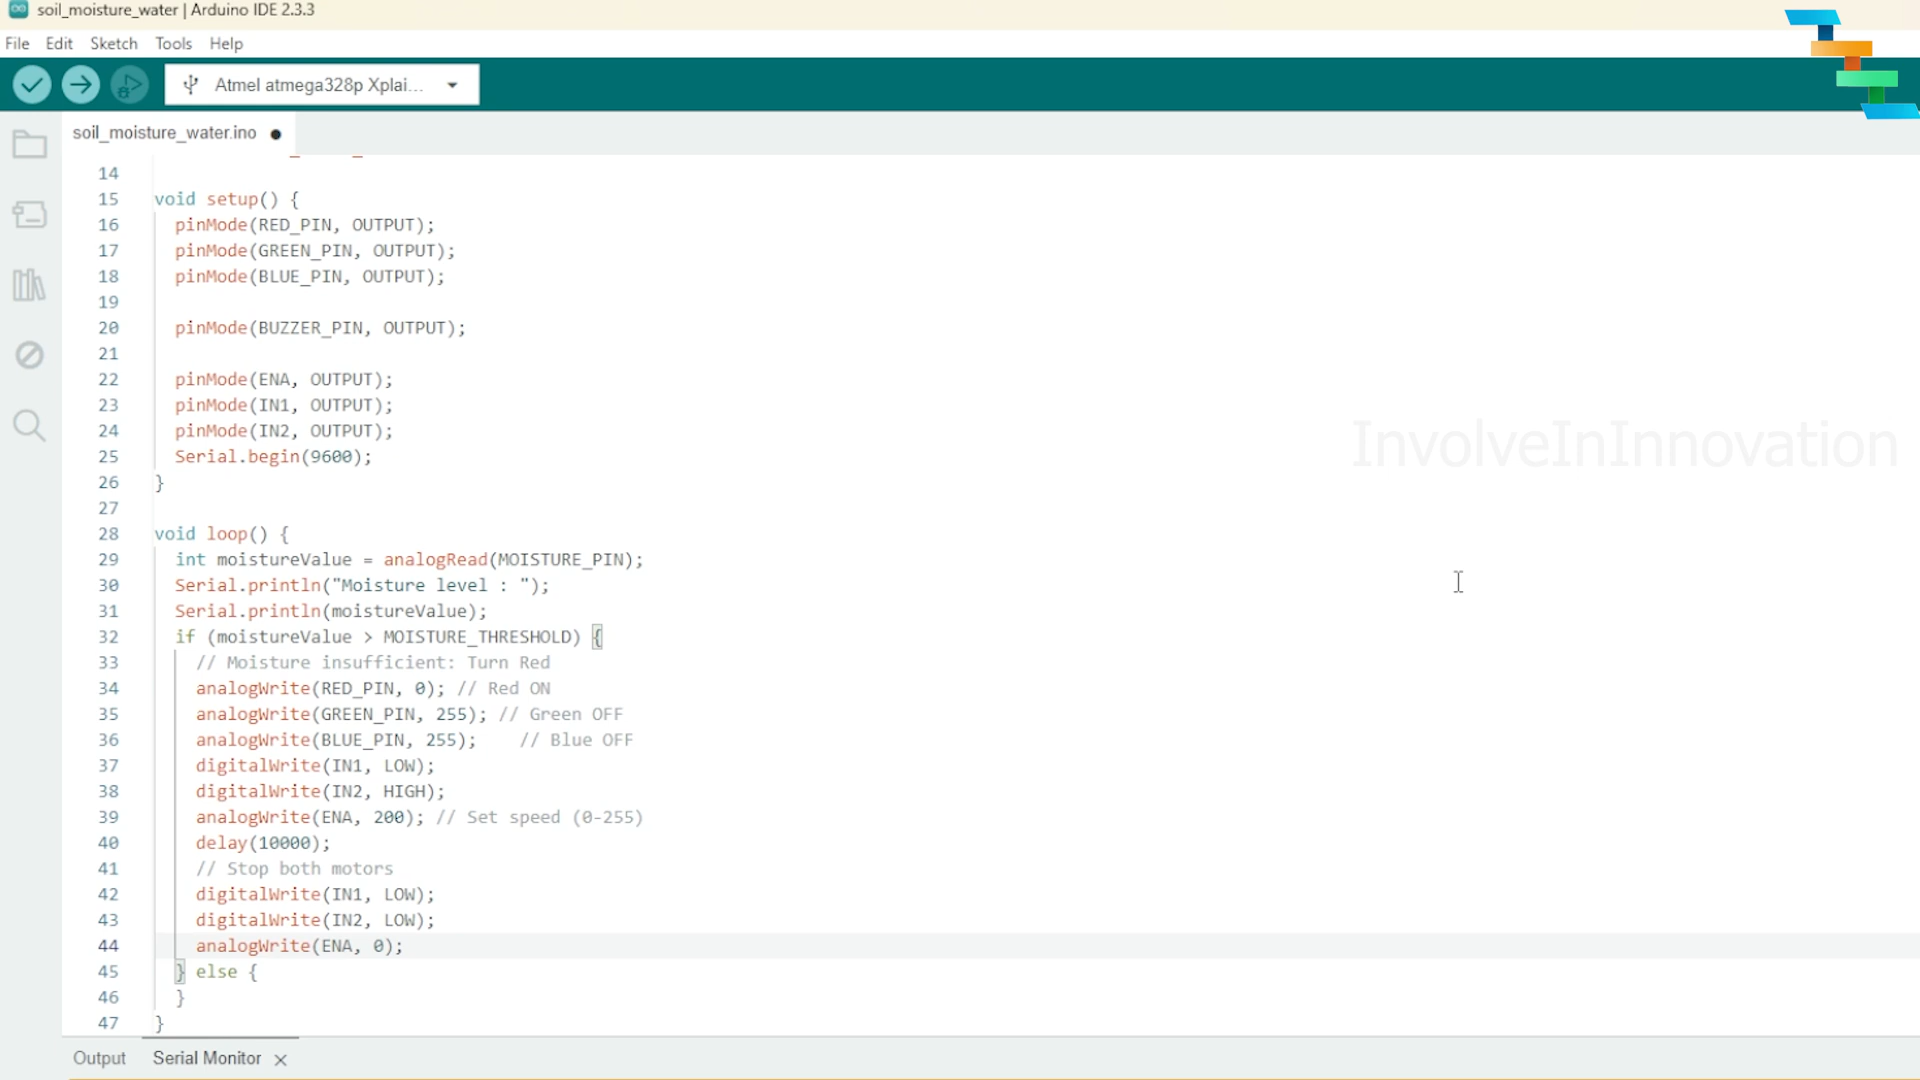 soil_moisture_water | Arduino IDE 2.3.3
File Edit Sketch Tools Help
Atmel atmega328p Xplai...
soil_moisture_water.ino
14
15 void setup() {
16 pinMode(RED_PIN, OUTPUT);
17 pinMode(GREEN_PIN, OUTPUT);
18 pinMode(BLUE_PIN, OUTPUT);
19
20 pinMode(BUZZER_PIN, OUTPUT);
21
22 pinMode(ENA, OUTPUT);
23 pinMode(IN1, OUTPUT);
24 pinMode(IN2, OUTPUT);
25 Serial.begin(9600);
26 }
27
28 void loop() {
29 int moistureValue = analogRead(MOISTURE_PIN);
30 Serial.println("Moisture level : ");
31 Serial.println(moistureValue);
32 if (moistureValue > MOISTURE_THRESHOLD) {
33 // Moisture insufficient: Turn Red
34 analogWrite(RED_PIN, 0); // Red ON
35 analogWrite(GREEN_PIN, 255); // Green OFF
36 analogWrite(BLUE_PIN, 255);    // Blue OFF
37 digitalWrite(IN1, LOW);
38 digitalWrite(IN2, HIGH);
39 analogWrite(ENA, 200); // Set speed (0-255)
40 delay(10000);
41 // Stop both motors
42 digitalWrite(IN1, LOW);
43 digitalWrite(IN2, LOW);
44 analogWrite(ENA, 0);
45 } else {
46 }
47 }
InvolveInInnovation
Output Serial Monitor